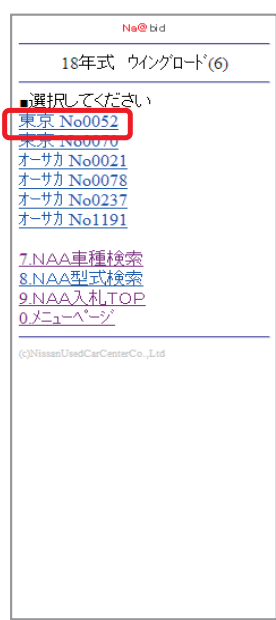 Na@bid
18年式 ウイングロード(6)
■選択してください
東京 No0052
東京 No0070
オーサカ No0021
オーサカ No0078
オーサカ No0237
オーサカ No1191
7.NAA車種検索
8.NAA型式検索
9.NAA入札TOP
0.メニューページ
(c)NissanUsedCarCenterCo.,Ltd